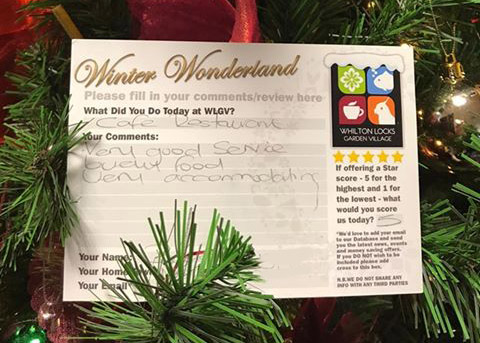 Winter Wonderland
Please fill in your comments/review here
What Did You Do Today at WLGV?
Cafe Restaurant
Your Comments:
Very good Service
Lovely food
Very accommodating
WHILTON LOCKS
GARDEN VILLAGE
If offering a Star
score - 5 for the
highest and 1 for
the lowest - what
would you score
us today? 5
*We'd like to add your email
to our Database and send
you the latest news, events
and money saving offers.
If you DO NOT wish to be
included please add
cross to this box.
N.B. WE DO NOT SHARE ANY
INFO WITH ANY THIRD PARTIES
Your Name:
Your Home Town
Your Email